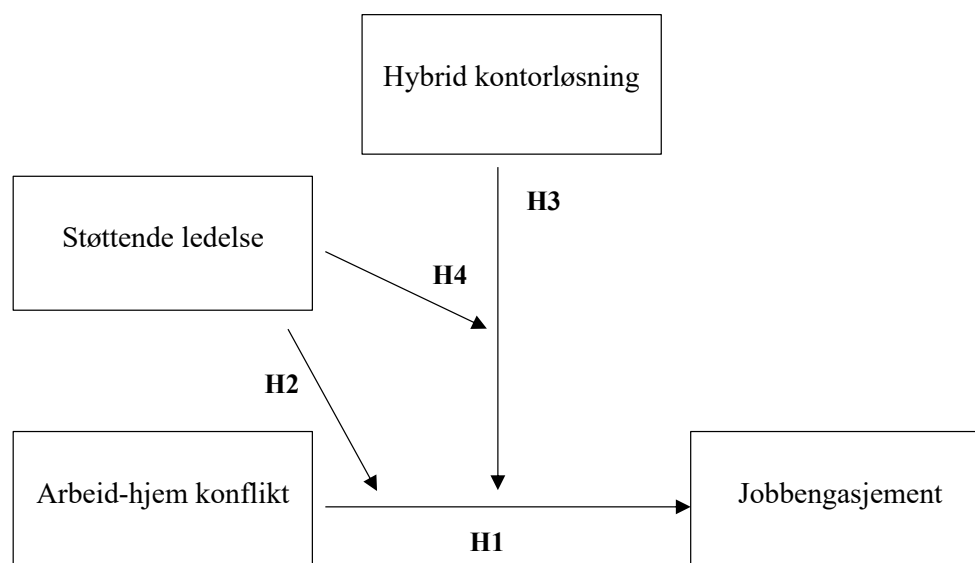 Hybrid kontorløsning
H3
Støttende ledelse
H4
H2
Arbeid-hjem konflikt
Jobbengasjement
H1